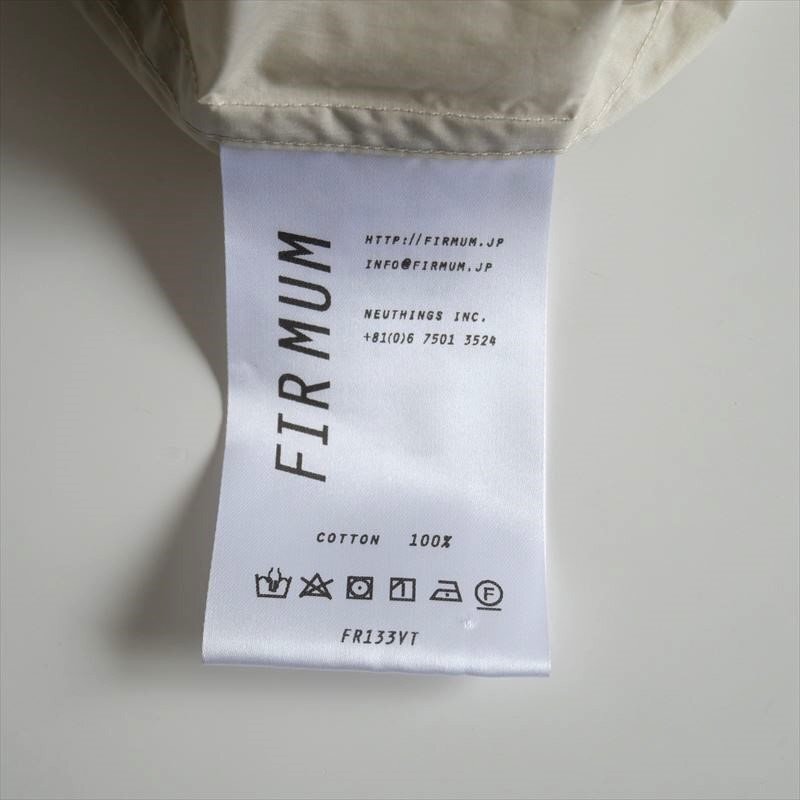 FIRMUM
HTTP://FIRMUM.JP
INFO@FIRMUM.JP
NEUTHINGS INC.
+81(0)6 7501 3524
COTTON 100%
F
FR133VT